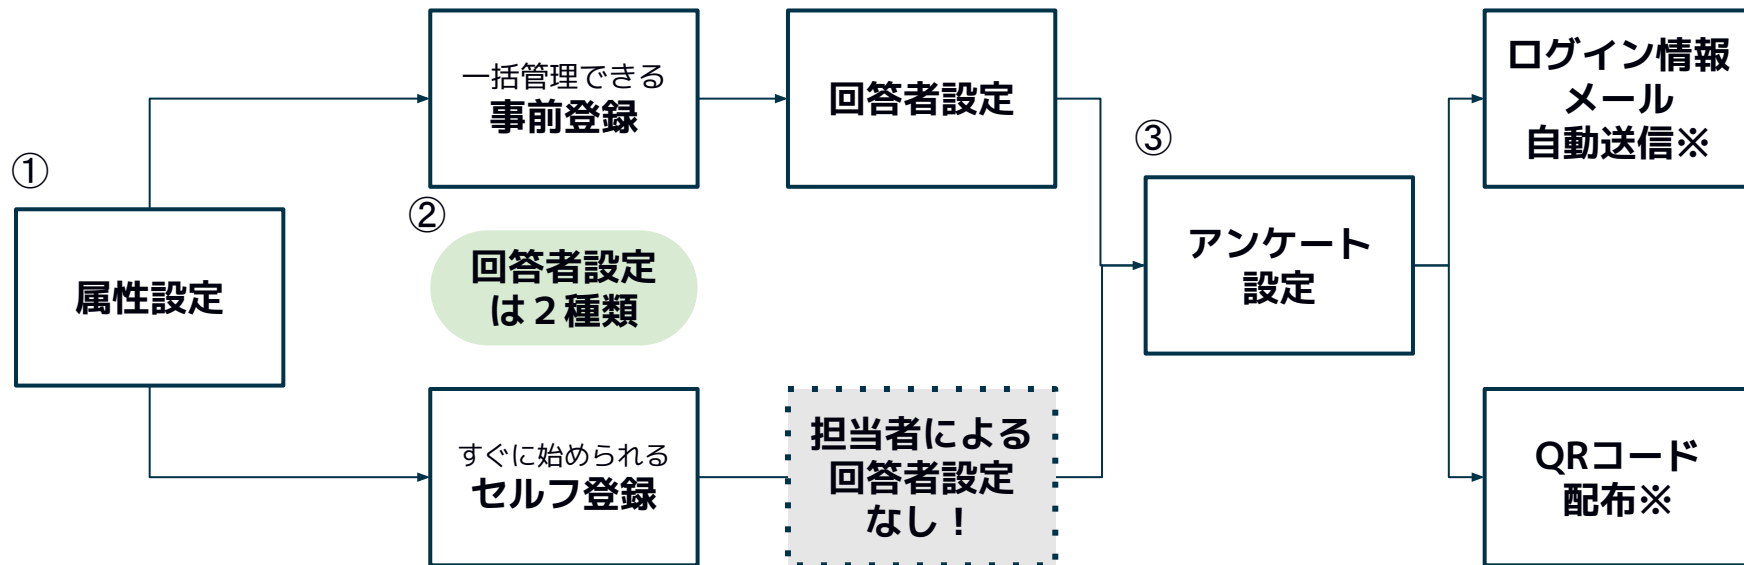 ①
属性設定
一括管理できる
事前登録
回答者設定
②
回答者設定
は２種類
すぐに始められる
セルフ登録
担当者による
回答者設定
なし！
③
アンケート
設定
ログイン情報
メール
自動送信※
QRコード
配布※